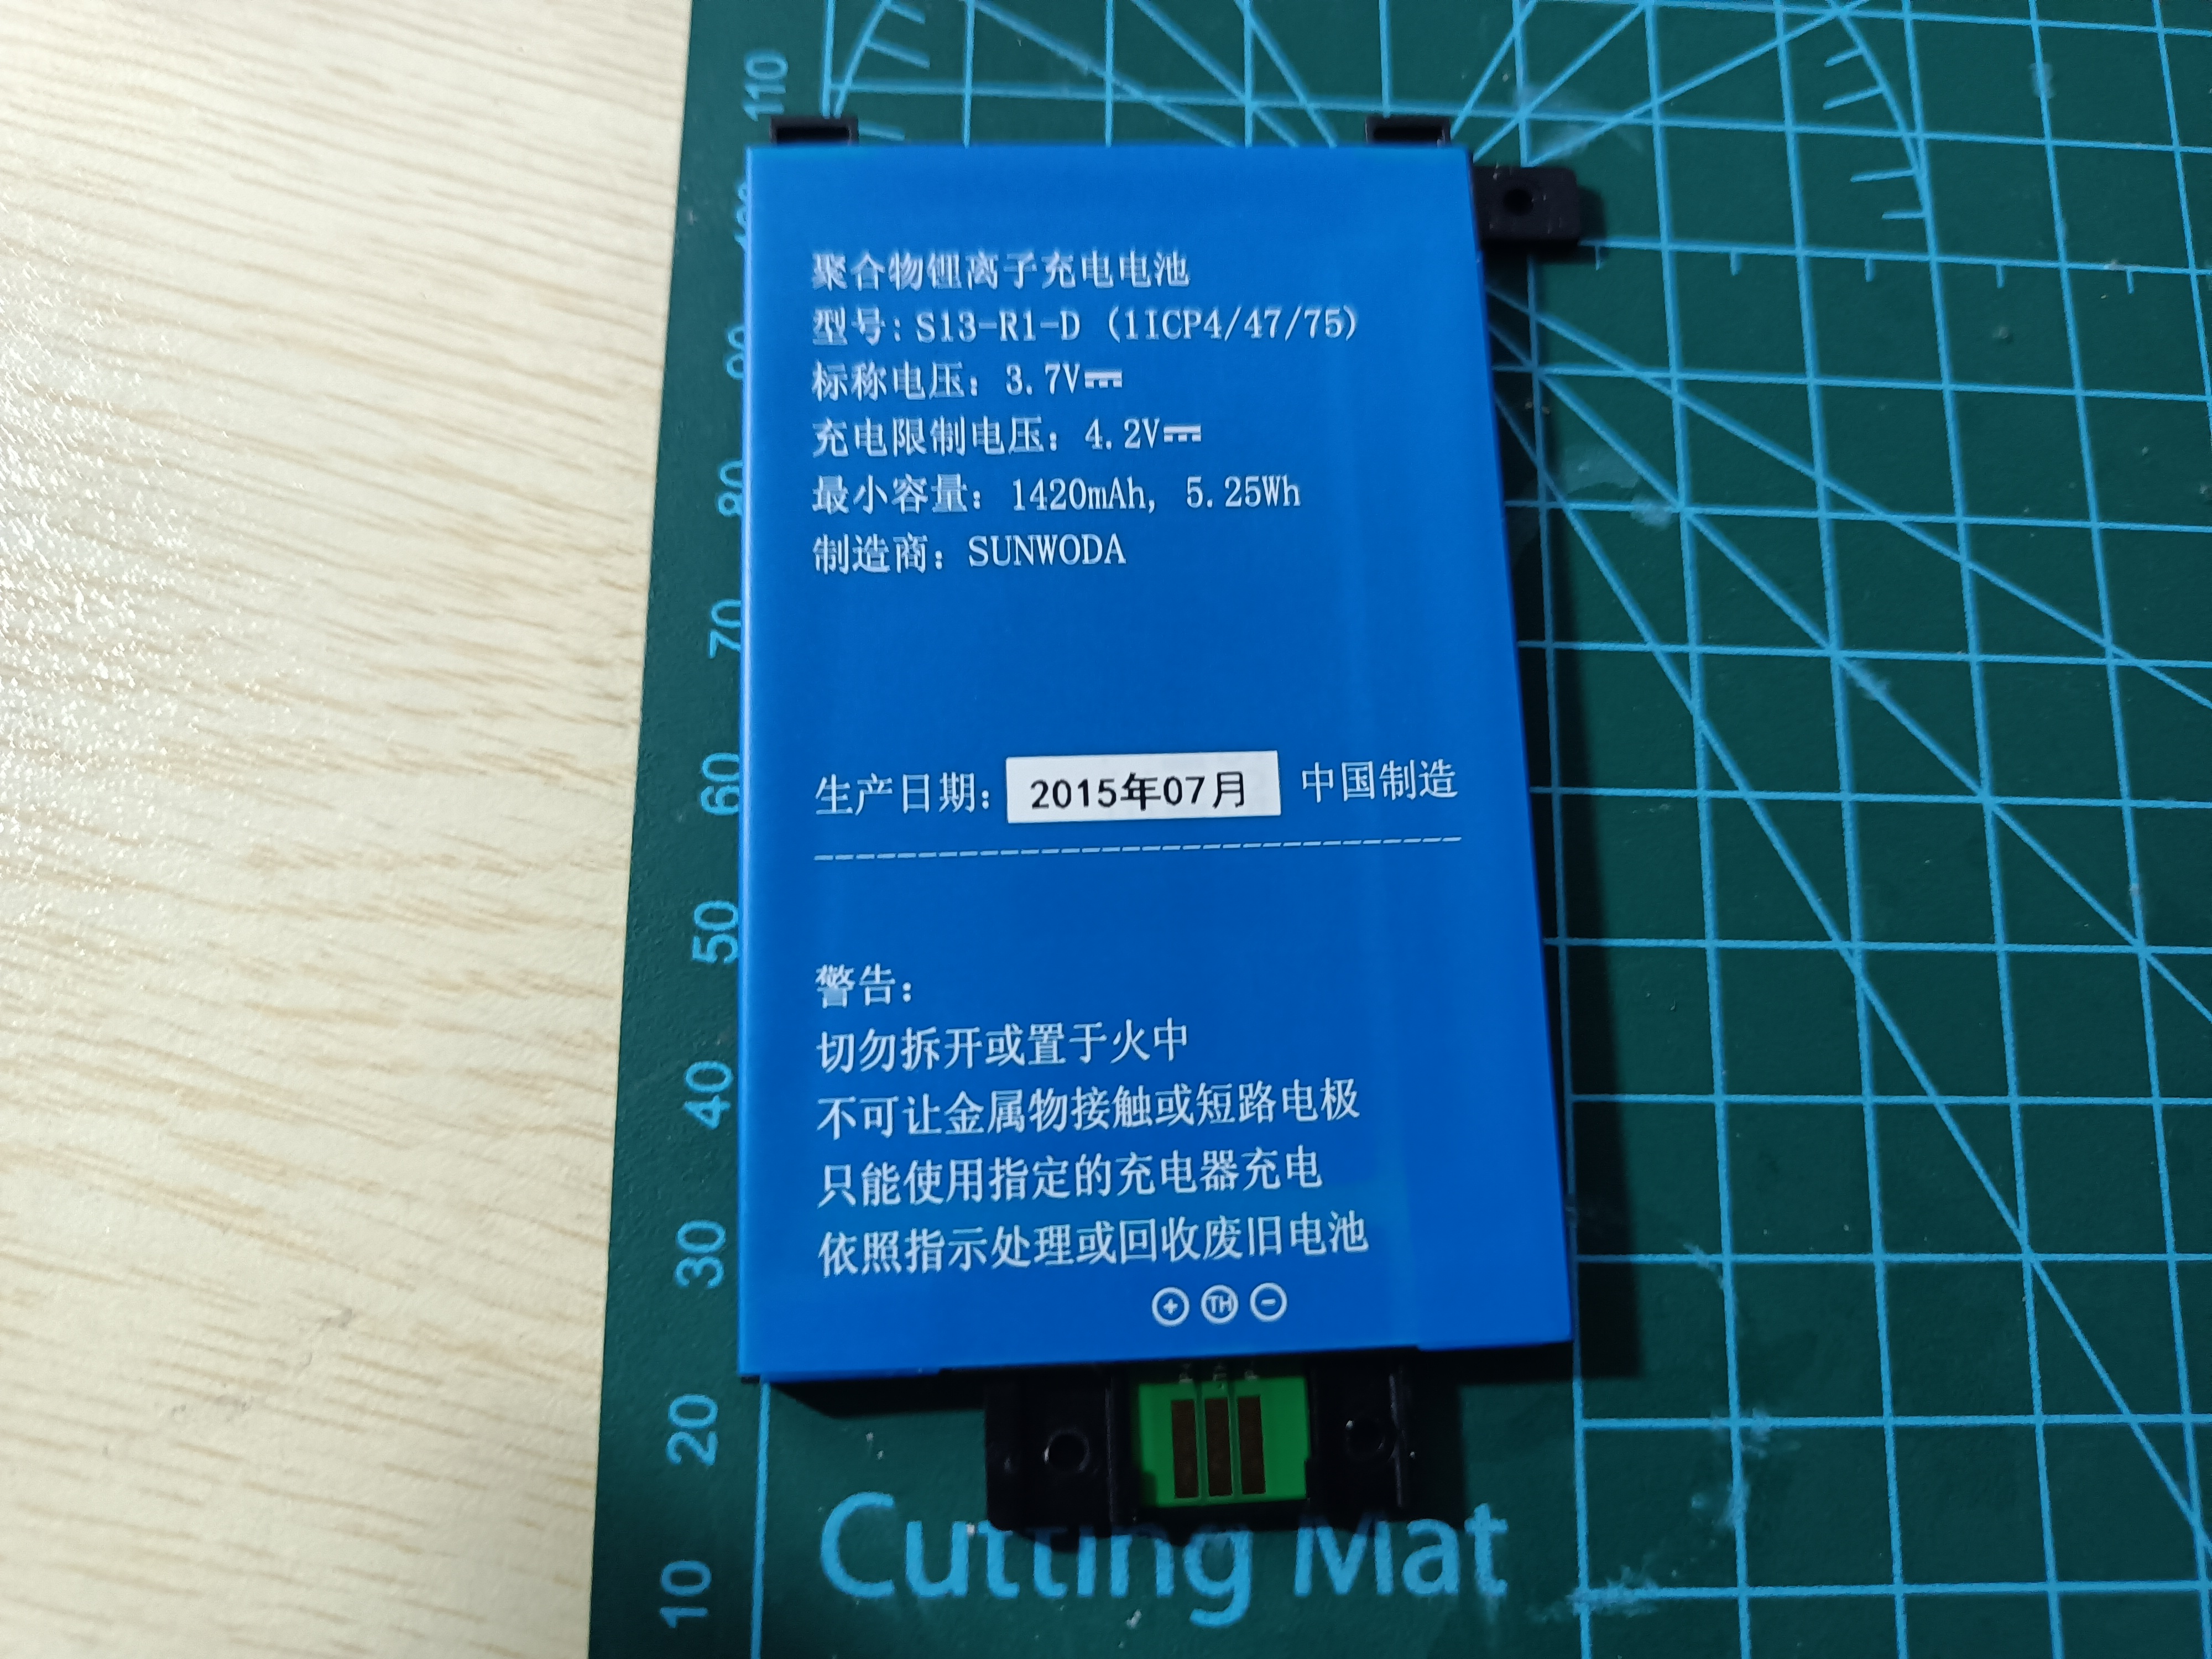 聚合物锂离子充电电池
型号: S13-R1-D (1ICP4/47/75)
标称电压: 3.7V
充电限制电压: 4.2V
最小容量: 1420mAh, 5.25Wh
制造商: SUNWODA
生产日期: 2015年07月 中国制造
警告:
切勿拆开或置于火中
不可让金属物接触或短路电极
只能使用指定的充电器充电
依照指示处理或回收废旧电池
+ TH -
110
80
70
60
50
40
30
20
10
Cutting Mat